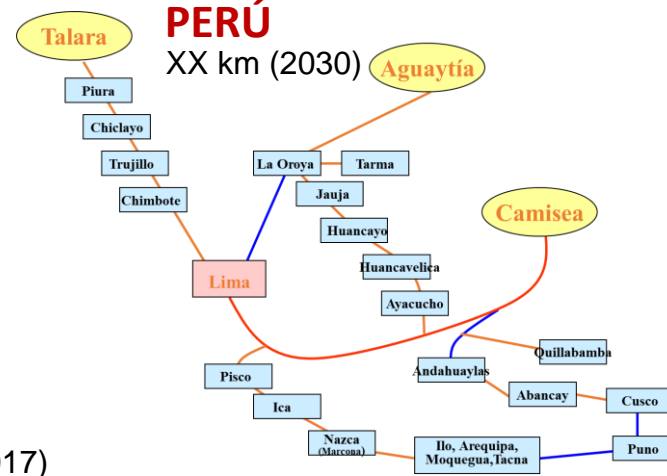 PERÚ
XX km (2030)
Talara
Aguaytía
Piura
Chiclayo
Trujillo
Chimbote
La Oroya
Tarma
Jauja
Huancayo
Huancavelica
Ayacucho
Camisea
Lima
Pisco
Ica
Nazca
(Marcona)
Quillabamba
Andahuaylas
Abancay
Cusco
Puno
Ilo, Arequipa,
Moquegua,Tacna
17)